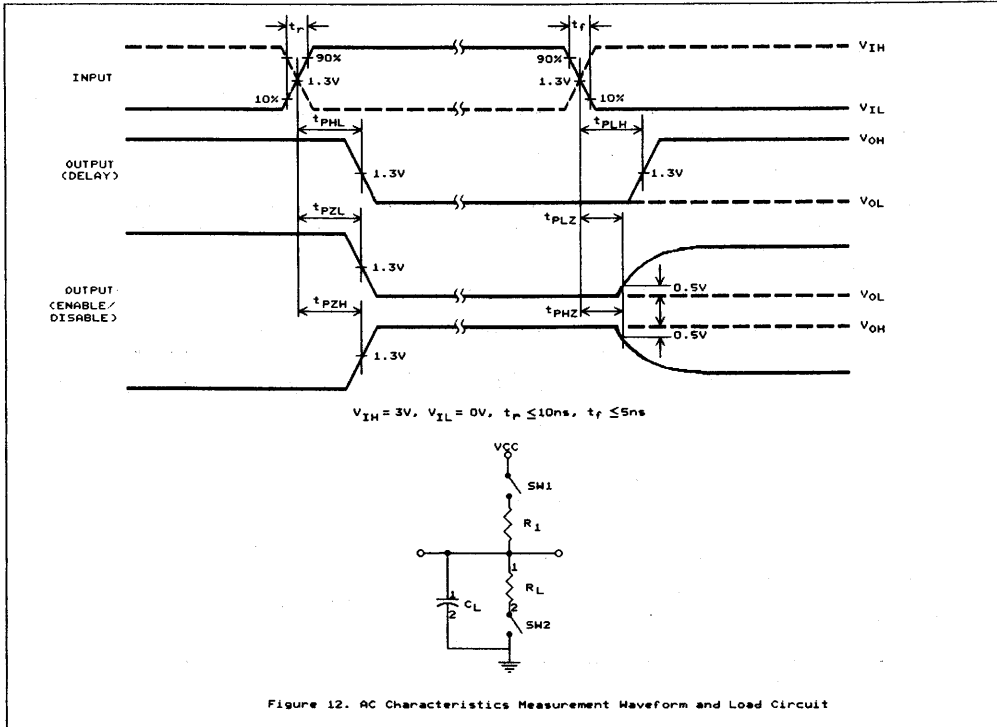 tr tf
VIH
90% 90%
INPUT 1.3V 1.3V
10% 10%
VIL
tPHL tPLH
VOH
OUTPUT
(DELAY)
1.3V 1.3V
VOL
tPZL tPLZ
1.3V
0.5V
OUTPUT
(ENABLE/
DISABLE)
VOL
tPZH tPHZ
VOH
0.5V
1.3V
VIH = 3V, VIL = 0V, tr ≤10ns, tf ≤5ns
VCC
SW1
R1
1
RL
1
CL
2
2
SW2
Figure 12. AC Characteristics Measurement Waveform and Load Circuit